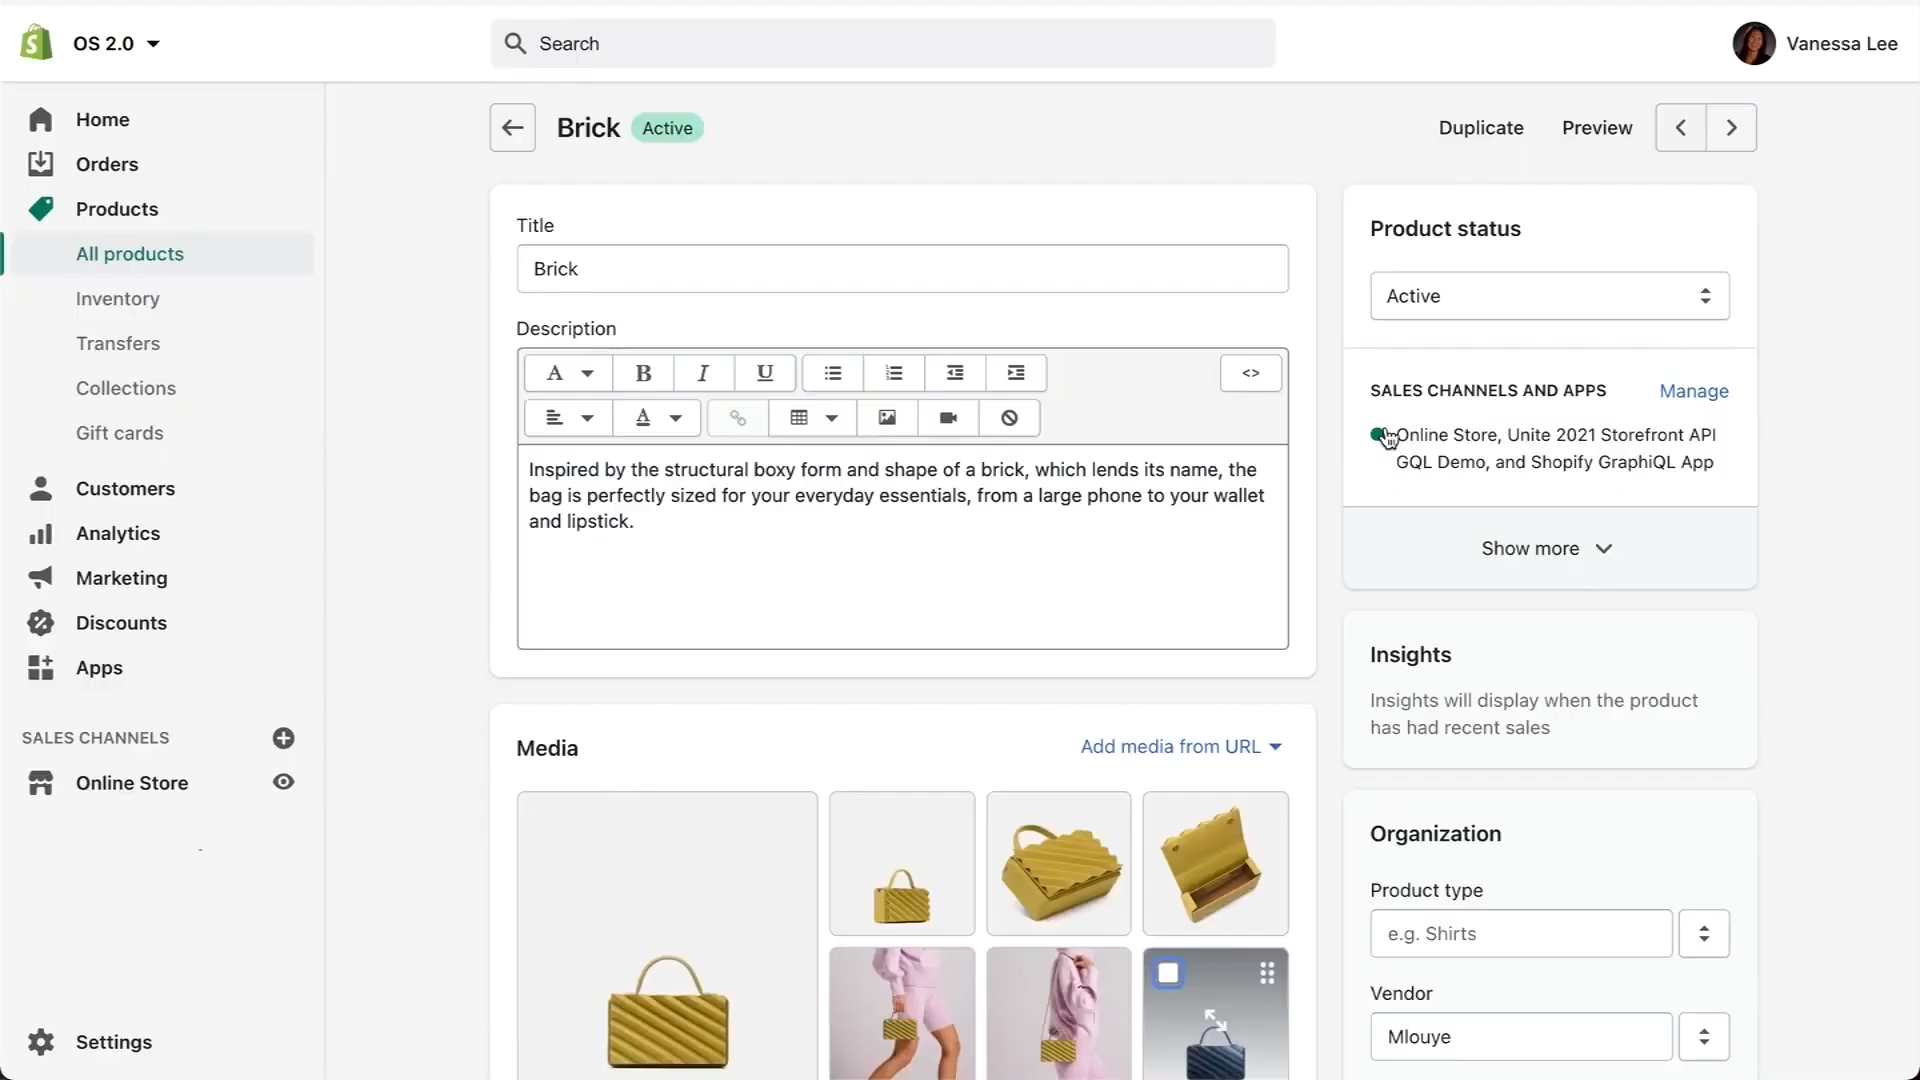 OS 2.0
Search
Vanessa Lee
Home
Orders
Products
All products
Inventory
Transfers
Collections
Gift cards
Customers
Analytics
Marketing
Discounts
Apps
SALES CHANNELS
Online Store
Settings
Brick
Active
Duplicate
Preview
Title
Brick
Description
A
B
I
U
A
<>
Inspired by the structural boxy form and shape of a brick, which lends its name, the
bag is perfectly sized for your everyday essentials, from a large phone to your wallet
and lipstick.
Media
Add media from URL
Product status
Active
SALES CHANNELS AND APPS
Manage
Online Store, Unite 2021 Storefront API
GQL Demo, and Shopify GraphiQL App
Show more
Insights
Insights will display when the product
has had recent sales
Organization
Product type
e.g. Shirts
Vendor
Mlouye